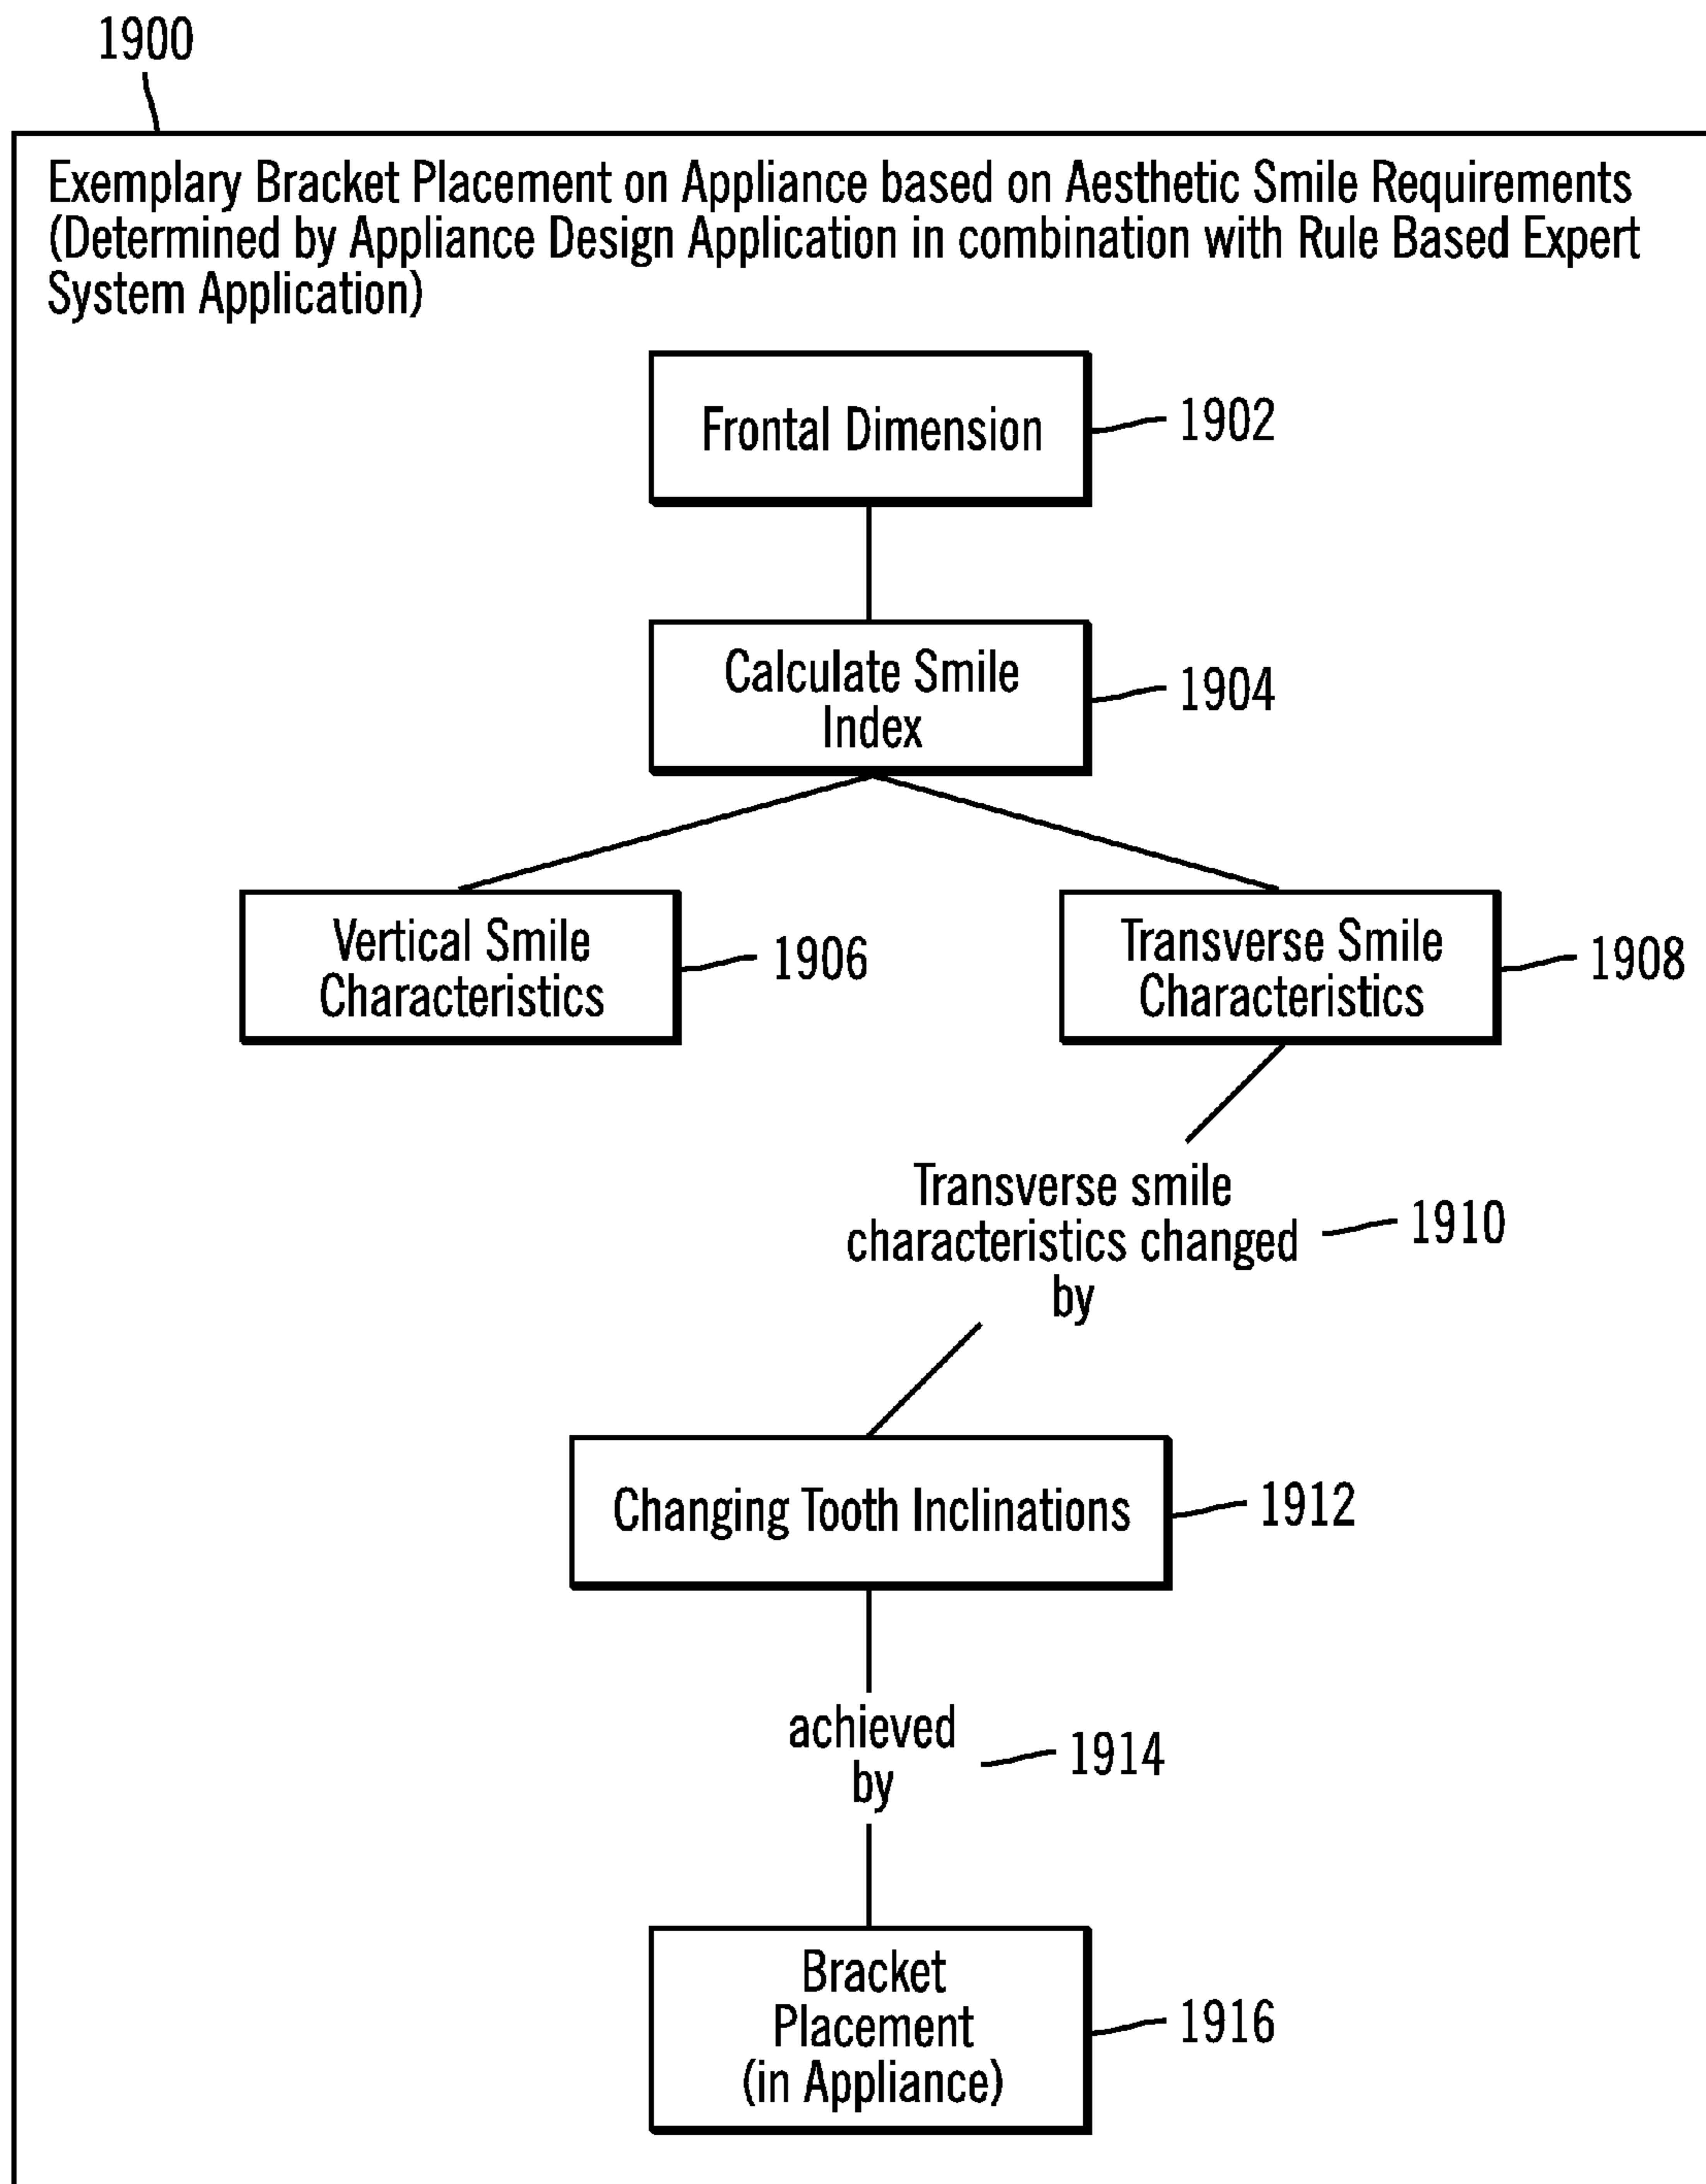 1900
Exemplary Bracket Placement on Appliance based on Aesthetic Smile Requirements
(Determined by Appliance Design Application in combination with Rule Based Expert
System Application)
Frontal Dimension
1902
Calculate Smile
Index
1904
Vertical Smile
Characteristics
1906
Transverse Smile
Characteristics
1908
Transverse smile
characteristics changed
by
1910
Changing Tooth Inclinations
1912
achieved
by
1914
Bracket
Placement
(in Appliance)
1916